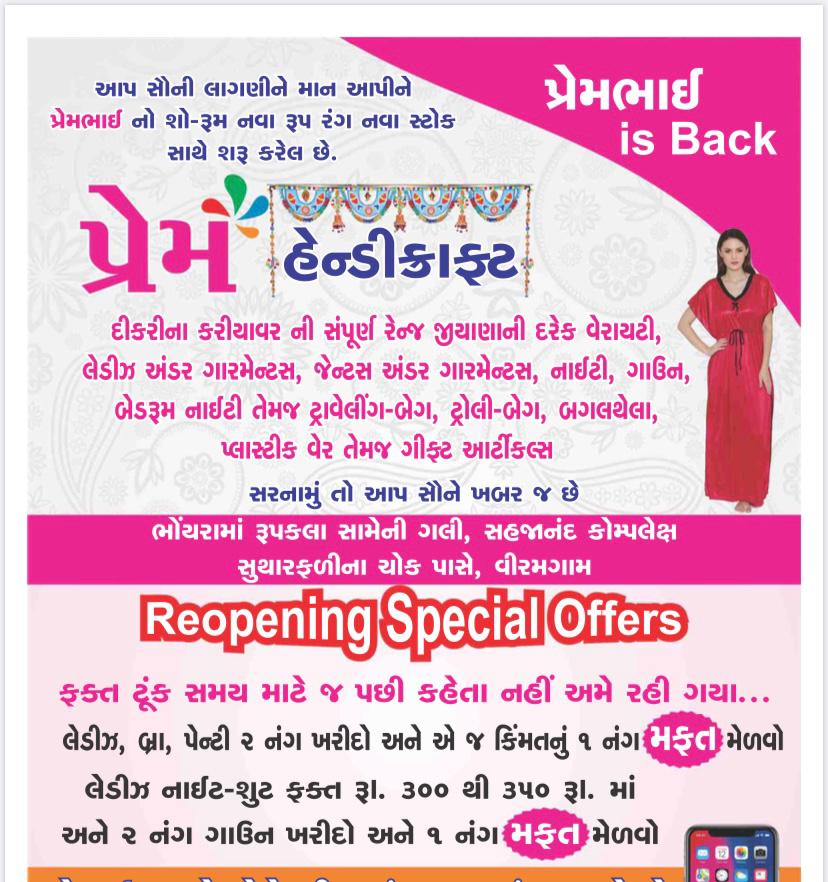 આપ સૌની લાગણીને માન આપીને
પ્રેમભાઈ નો શો-રૂમ નવા રૂપ રંગ નવા સ્ટોક
સાથે શરૂ કરેલ છે.
પ્રેમભાઈ
is Back
પ્રેમ હેન્ડીક્રાફ્ટ
દીકરીના કરીયાવર ની સંપૂર્ણ રેન્જ જીયાણાની દરેક વેરાયટી,
લેડીઝ અંડર ગારમેન્ટસ, જેન્ટસ અંડર ગારમેન્ટસ, નાઈટી, ગાઉન,
બેડરૂમ નાઈટી તેમજ ટ્રાવેલીંગ-બેગ, ટ્રોલી-બેગ, બગલથેલા,
પ્લાસ્ટીક વેર તેમજ ગીફ્ટ આર્ટીકલ્સ
સરનામું તો આપ સૌને ખબર જ છે
ભોંયરામાં રૂપકલા સામેની ગલી, સહજાનંદ કોમ્પલેક્ષ
સુથારફળીના ચોક પાસે, વીરમગામ
Reopening Special Offers
ફક્ત ટૂંક સમય માટે જ પછી કહેતા નહીં અમે રહી ગયા...
લેડીઝ, બ્રા, પેન્ટી ૨ નંગ ખરીદો અને એ જ કિંમતનું ૧ નંગ મફત મેળવો
લેડીઝ નાઈટ-શુટ ફક્ત રૂા. ૩૦૦ થી ૩૫૦ રૂા. માં
અને ૨ નંગ ગાઉન ખરીદો અને ૧ નંગ મફત મેળવો